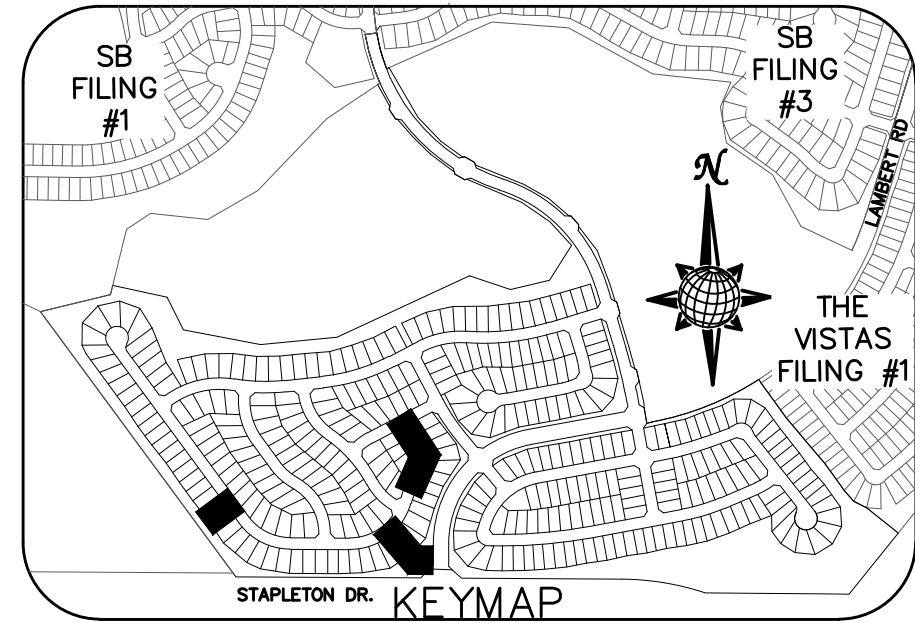 SB
FILING
#1
SB
FILING
#3
LAMBERT RD
N
THE
VISTAS
FILING #1
STAPLETON DR.
KEYMAP